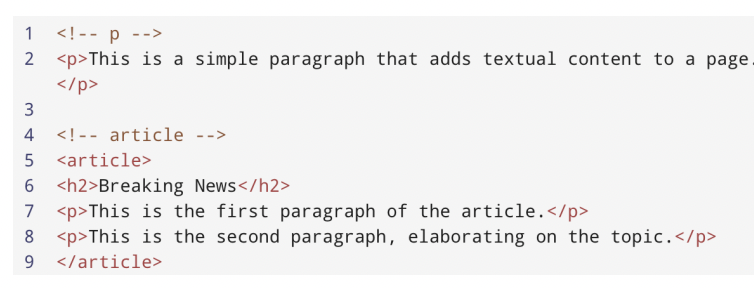 1 <!-- p -->
2 <p>This is a simple paragraph that adds textual content to a page.
</p>
3
4 <!-- article -->
5 <article>
6 <h2>Breaking News</h2>
7 <p>This is the first paragraph of the article.</p>
8 <p>This is the second paragraph, elaborating on the topic.</p>
9 </article>